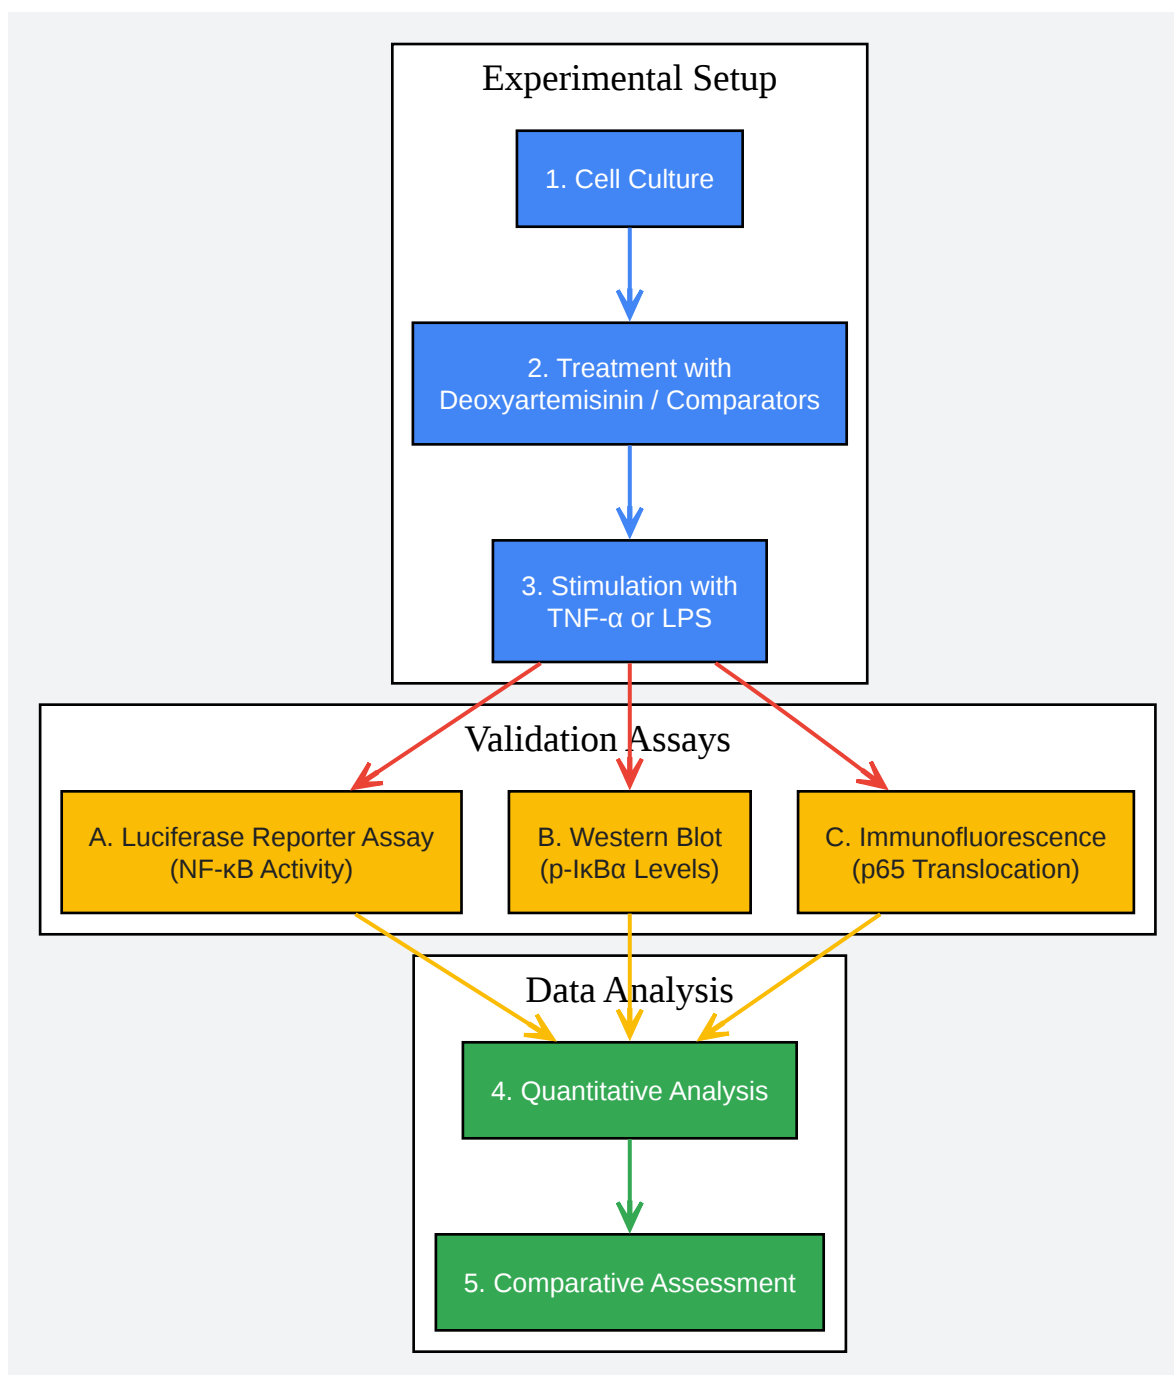 Experimental Setup
1. Cell Culture
2. Treatment with
Deoxyartemisinin / Comparators
3. Stimulation with
TNF-α or LPS
Validation Assays
A. Luciferase Reporter Assay
(NF-κB Activity)
B. Western Blot
(p-IκBα Levels)
C. Immunofluorescence
(p65 Translocation)
Data Analysis
4. Quantitative Analysis
5. Comparative Assessment